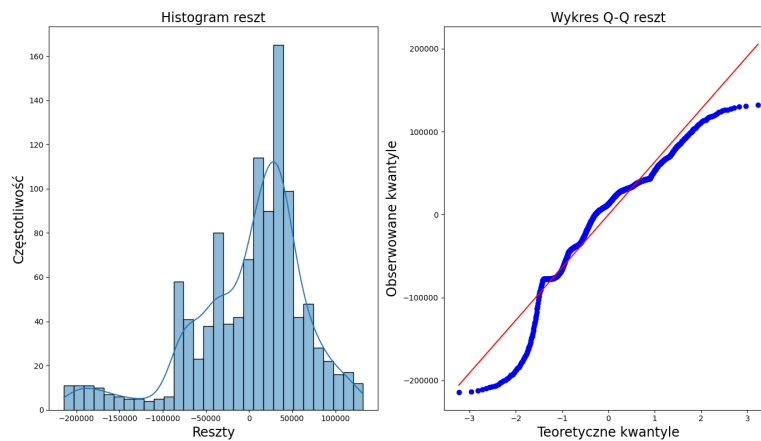 Histogram reszt
Częstotliwość
160
140
120
100
80
60
40
20
0
−200000 −150000 −100000 −50000 0 50000 100000
Reszty
Wykres Q-Q reszt
Obserwowane kwantyle
200000
100000
0
−100000
−200000
−3 −2 −1 0 1 2 3
Teoretyczne kwantyle